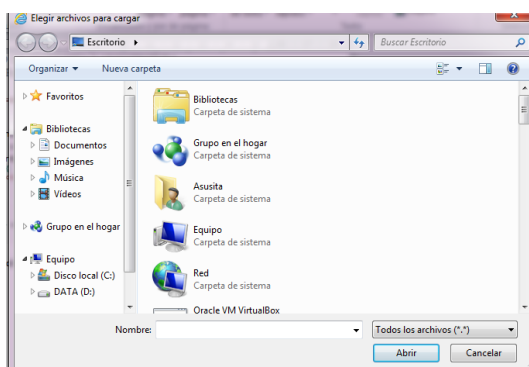 Elegir archivos para cargar
Escritorio
Buscar Escritorio
Organizar
Nueva carpeta
Favoritos
Bibliotecas
Documentos
Imágenes
Música
Vídeos
Grupo en el hogar
Equipo
Disco local (C:)
DATA (D:)
Bibliotecas
Carpeta de sistema
Grupo en el hogar
Carpeta de sistema
Asusita
Carpeta de sistema
Equipo
Carpeta de sistema
Red
Carpeta de sistema
Oracle VM VirtualBox
Nombre:
Todos los archivos (*.*)
Abrir
Cancelar